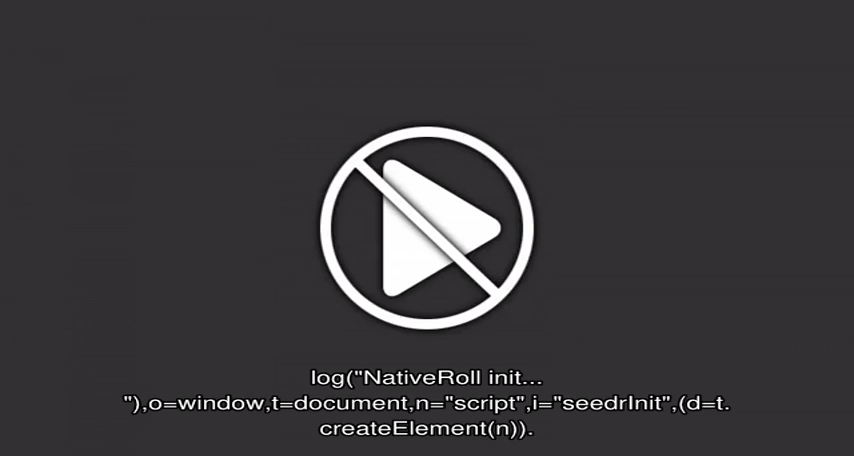 log("NativeRoll init...
"),o=window,t=document,n="script",i="seedrInit",(d=t.
createElement(n)).